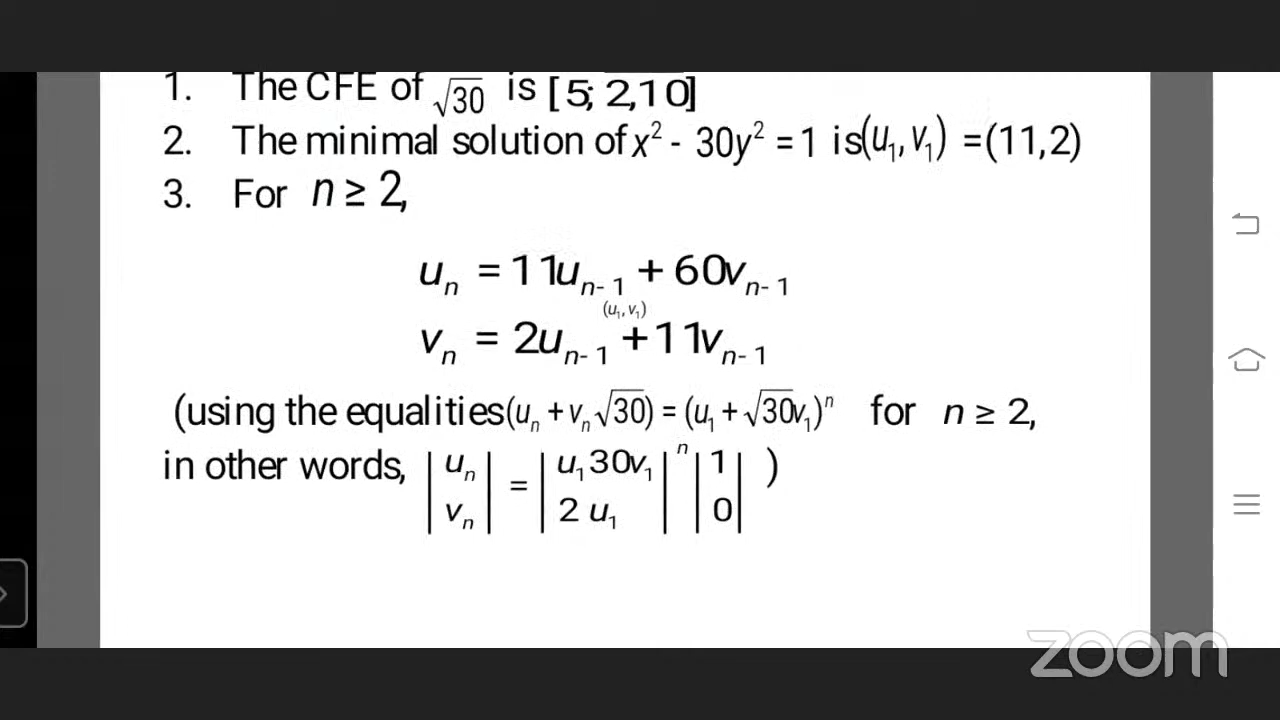 1. The CFE of √30 is [5; 2,10]
2. The minimal solution of x² - 30y² = 1 is(u₁, v₁) =(11,2)
3. For n ≥ 2,
uₙ = 11uₙ₋₁ + 60vₙ₋₁
(u₁, v₁)
vₙ = 2uₙ₋₁ + 11vₙ₋₁
(using the equalities(uₙ + vₙ√30) = (u₁ + √30v₁)ⁿ for n ≥ 2,
in other words, |uₙ| = |u₁ 30v₁|ⁿ |1| )
|vₙ| |2 u₁| |0|
zoom